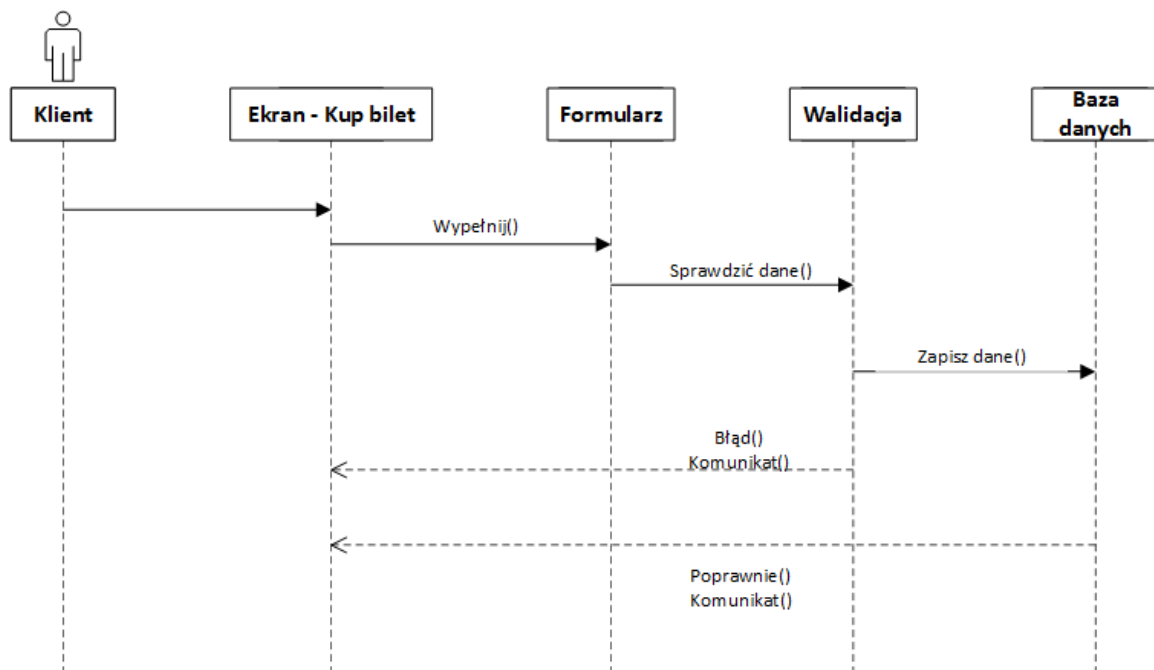 Klient
Ekran - Kup bilet
Formularz
Walidacja
Baza
danych
Wypełnij()
Sprawdzić dane()
Zapisz dane()
Błąd()
Komunikat()
Poprawnie()
Komunikat()